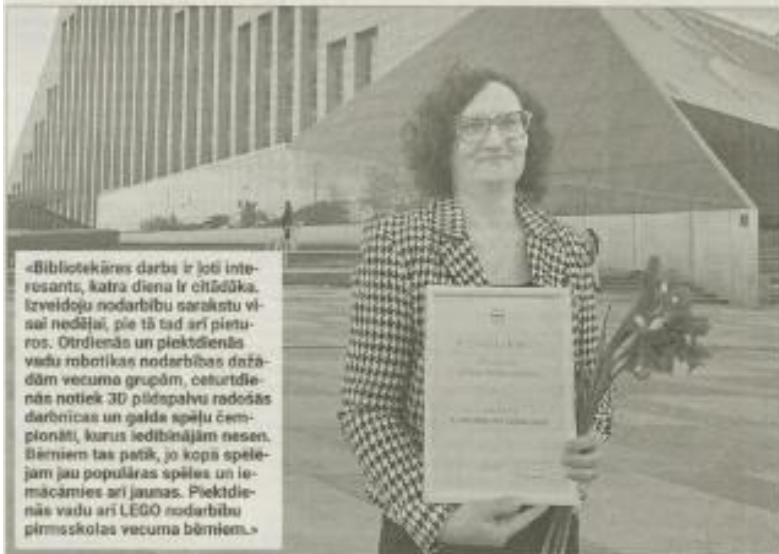 «Bibliotekāres darbs ir ļoti inte-
resants, katra diena ir citādāka.
Izveidoju nodarbību sarakstu vi-
sai nedēļai, pie tā tad arī pietu-
ros. Otrdienās un piektdienās
vadu robotikas nodarbības dažā-
dām vecuma grupām, ceturtdie-
nās notiek 3D pildspalvu radošās
darbnīcas un galda spēļu čem-
pionāti, kurus iedibinājām nesen.
Bērniem tas patīk, jo kopā spēlē-
jam jau populāras spēles un ie-
mācāmies arī jaunas. Piektdie-
nās vadu arī LEGO nodarbību
pirmsskolas vecuma bērniem.»